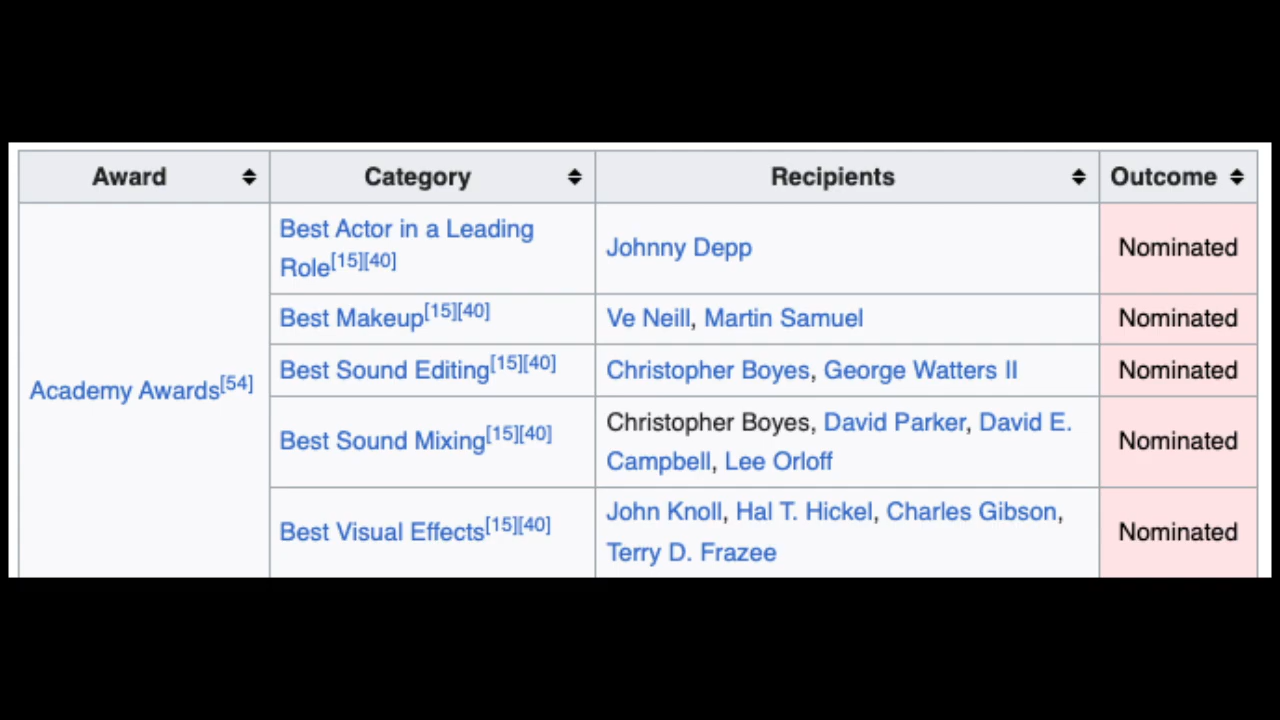 Award Category Recipients Outcome
Best Actor in a Leading
Role[15][40]
Johnny Depp
Nominated
Best Makeup[15][40] Ve Neill, Martin Samuel Nominated
Best Sound Editing[15][40] Christopher Boyes, George Watters II Nominated
Academy Awards[54]
Best Sound Mixing[15][40]
Christopher Boyes, David Parker, David E.
Campbell, Lee Orloff
Nominated
Best Visual Effects[15][40]
John Knoll, Hal T. Hickel, Charles Gibson,
Terry D. Frazee
Nominated